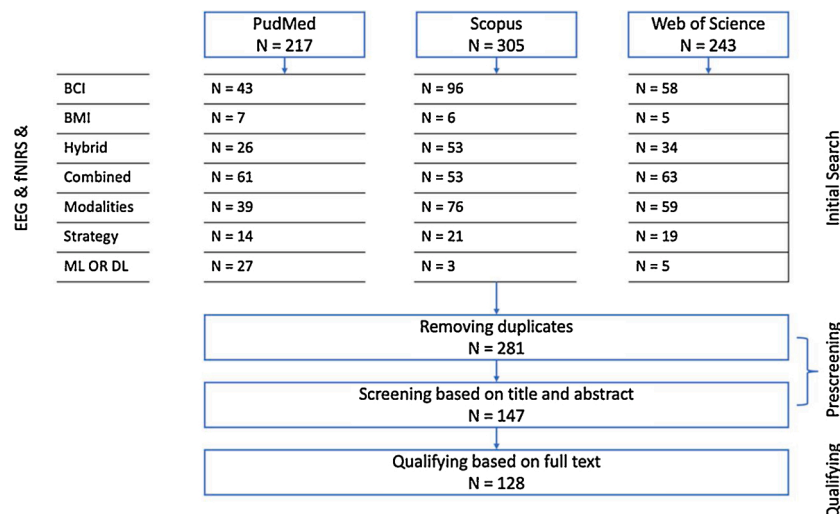 PudMed
N = 217
Scopus
N = 305
Web of Science
N = 243
EEG & fNIRS &
BCI N = 43 N = 96 N = 58
BMI N = 7 N = 6 N = 5
Hybrid N = 26 N = 53 N = 34
Combined N = 61 N = 53 N = 63
Modalities N = 39 N = 76 N = 59
Strategy N = 14 N = 21 N = 19
ML OR DL N = 27 N = 3 N = 5
Initial Search
Removing duplicates
N = 281
Screening based on title and abstract
N = 147
Prescreening
Qualifying based on full text
N = 128
Qualifying